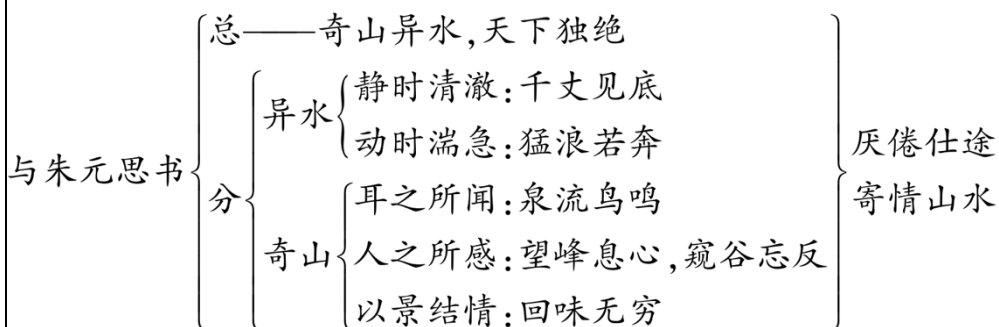 与朱元思书
总——奇山异水,天下独绝
分
异水
静时清澈:千丈见底
动时湍急:猛浪若奔
奇山
耳之所闻:泉流鸟鸣
人之所感:望峰息心,窥谷忘反
以景结情:回味无穷
厌倦仕途
寄情山水